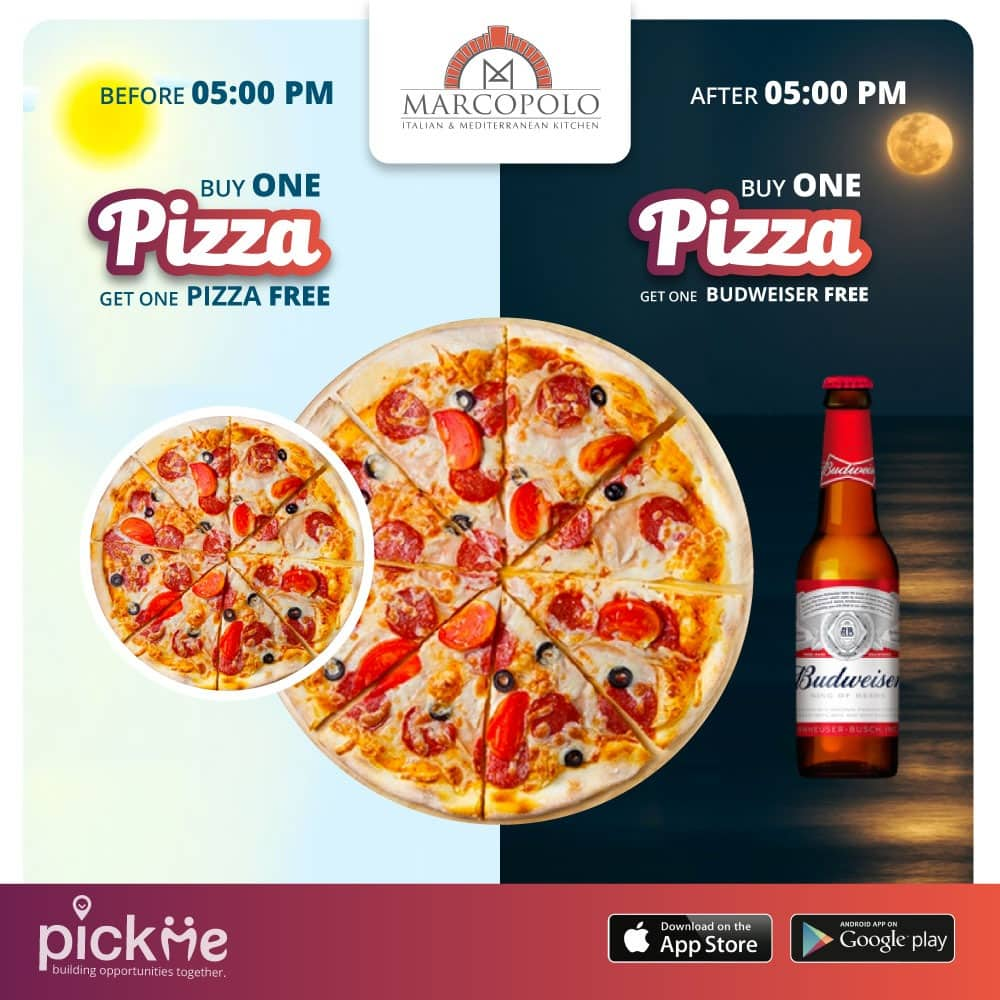 MARCOPOLO
ITALIAN & MEDITERRANEAN KITCHEN
BEFORE 05:00 PM
BUY ONE
Pizza
GET ONE PIZZA FREE
AFTER 05:00 PM
BUY ONE
Pizza
GET ONE BUDWEISER FREE
Budweiser
Budweiser
KING OF BEERS
ANHEUSER-BUSCH
pickme
building opportunities together.
Download on the
App Store
ANDROID APP ON
Google play